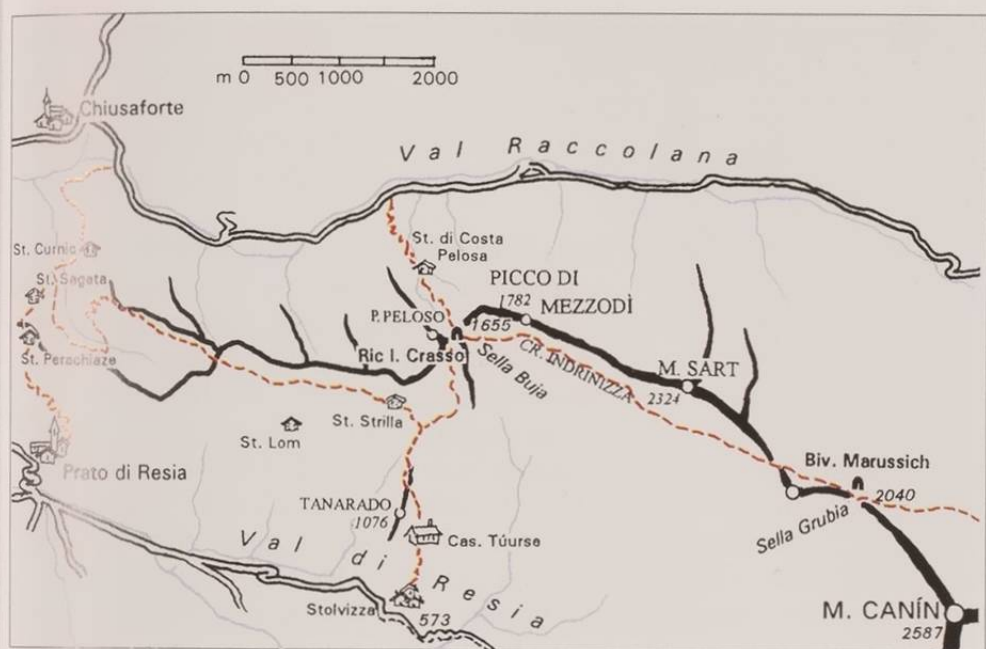 m 0 500 1000 2000
Chiusaforte
Val Raccolana
St. Curnic
St. di Costa
Pelosa
St. Sagata
PICCO DI
1782 MEZZODÌ
P. PELOSO
1655
Ric I. Crasso
Sella Buja
CR. INDRINIZZA
M. SART
2324
St. Perachiaze
St. Strilla
St. Lom
Prato di Resia
Biv. Marussich
2040
Sella Grubia
TANARADO
1076
Cas. Túurse
Val di Resia
Stolvizza
573
M. CANÍN
2587